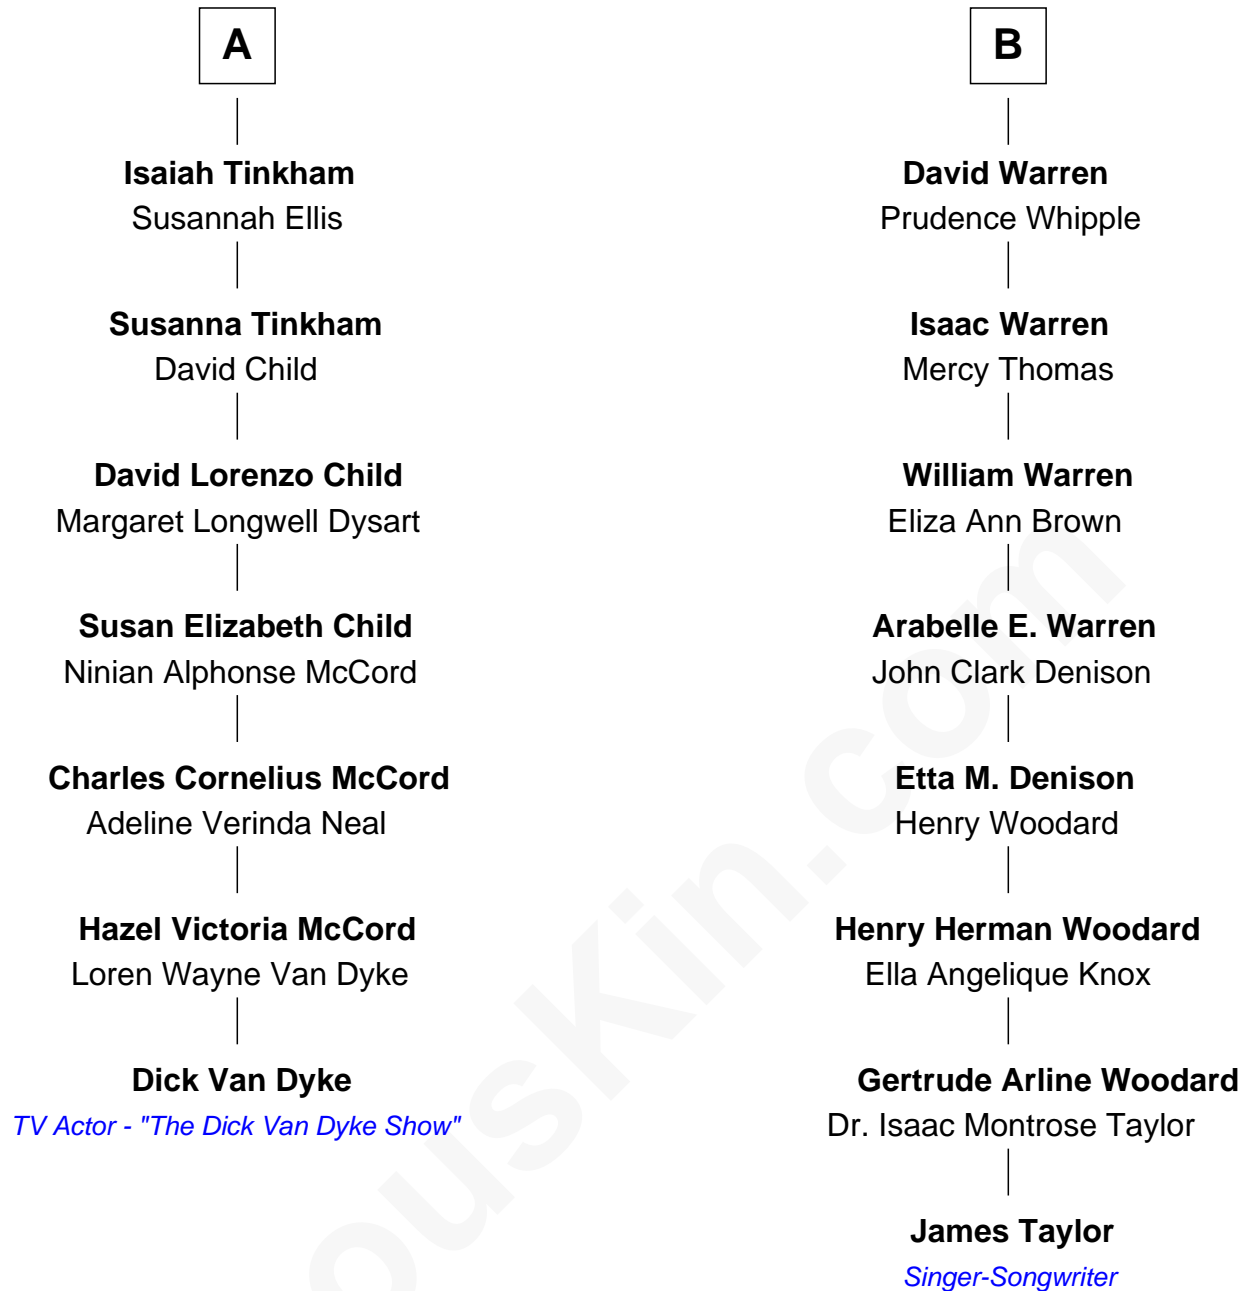 A
Isaiah Tinkham
Susannah Ellis
Susanna Tinkham
David Child
David Lorenzo Child
Margaret Longwell Dysart
Susan Elizabeth Child
Ninian Alphonse McCord
Charles Cornelius McCord
Adeline Verinda Neal
Hazel Victoria McCord
Loren Wayne Van Dyke
Dick Van Dyke
TV Actor - "The Dick Van Dyke Show"
B
David Warren
Prudence Whipple
Isaac Warren
Mercy Thomas
William Warren
Eliza Ann Brown
Arabelle E. Warren
John Clark Denison
Etta M. Denison
Henry Woodard
Henry Herman Woodard
Ella Angelique Knox
Gertrude Arline Woodard
Dr. Isaac Montrose Taylor
James Taylor
Singer-Songwriter
ousKin.com